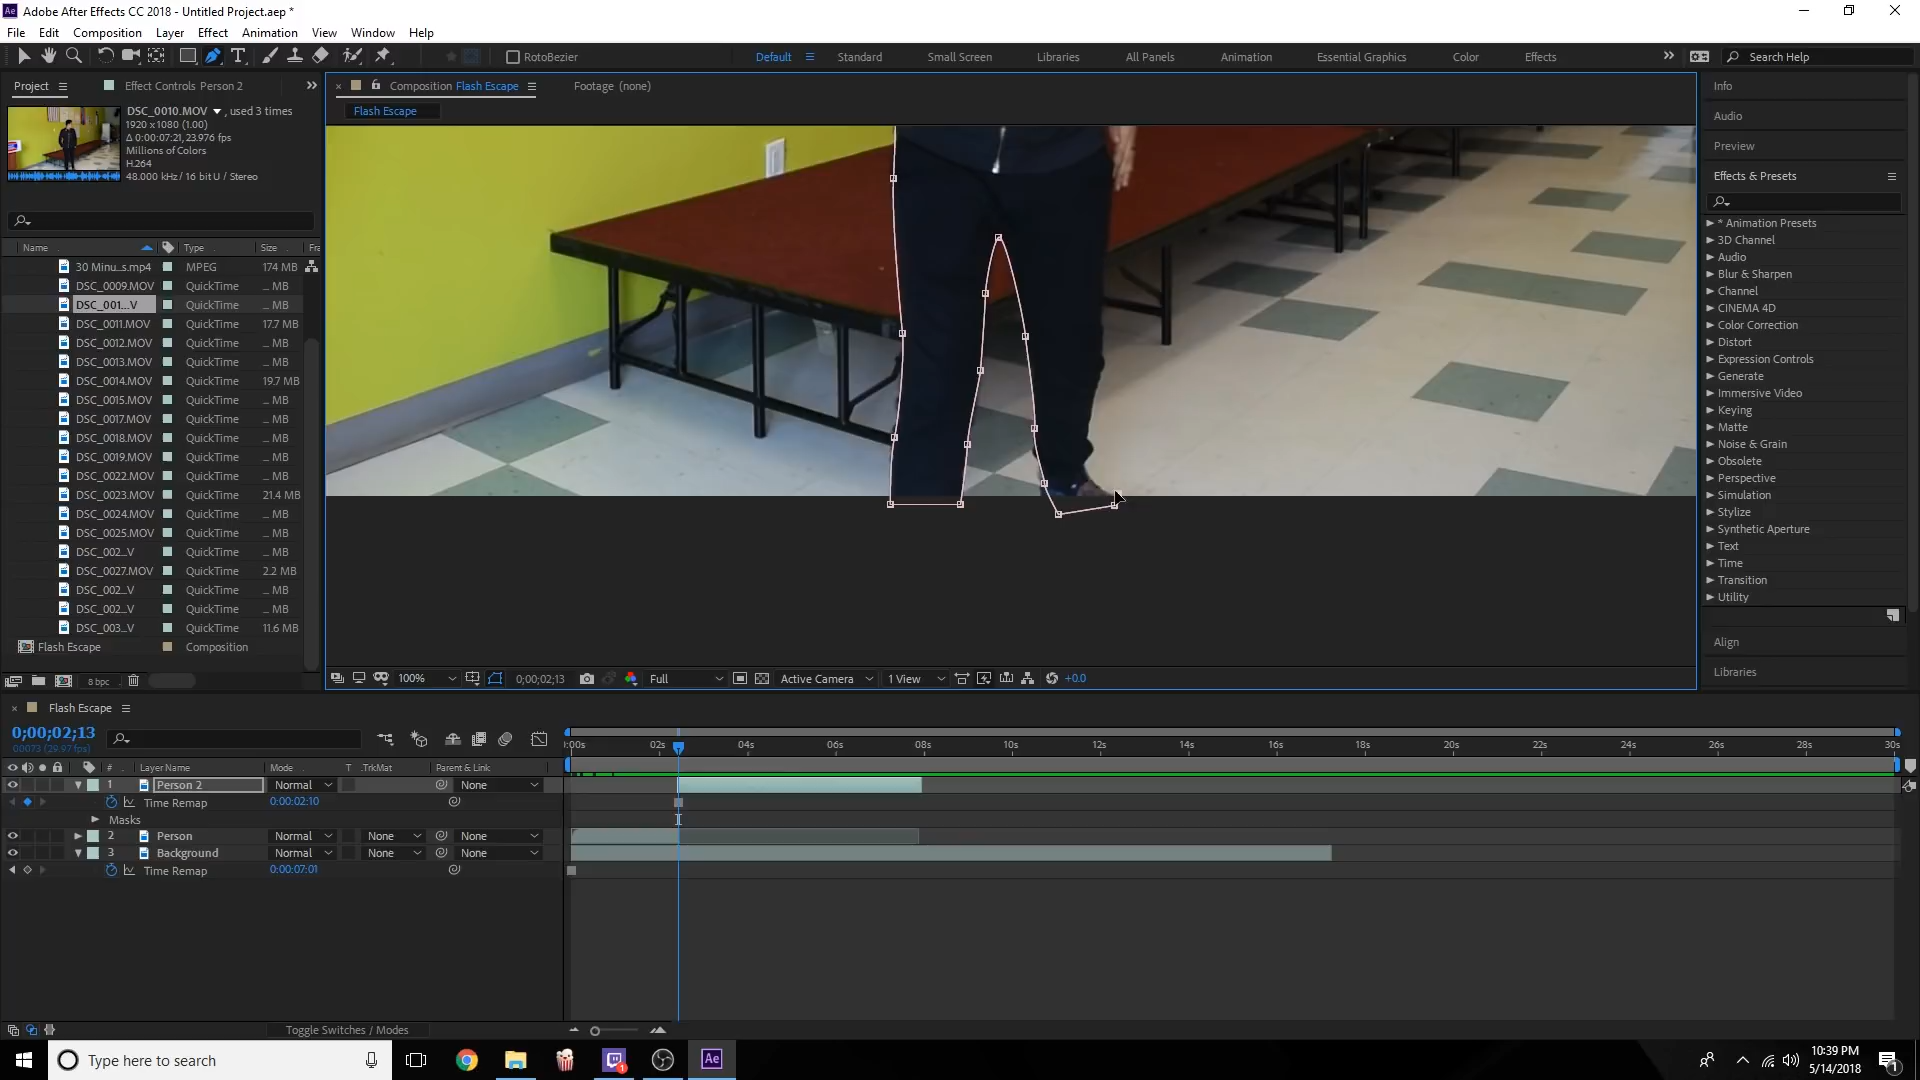 Adobe After Effects CC 2018 - Untitled Project.aep *
File Edit Composition Layer Effect Animation View Window Help
RotoBezier Default Standard Small Screen Libraries All Panels Animation Essential Graphics Color Effects Search Help
Project Effect Controls Person 2
DSC_0010.MOV , used 3 times
1920 x 1080 (1.00)
Δ 0:00:07:21, 23.976 fps
Millions of Colors
H.264
48.000 kHz / 16 bit U / Stereo
Name Type Size Fra
30 Minu...s.mp4 MPEG 174 MB
DSC_0009.MOV QuickTime ... MB
DSC_001...V QuickTime ... MB
DSC_0011.MOV QuickTime 17.7 MB
DSC_0012.MOV QuickTime ... MB
DSC_0013.MOV QuickTime ... MB
DSC_0014.MOV QuickTime 19.7 MB
DSC_0015.MOV QuickTime ... MB
DSC_0017.MOV QuickTime ... MB
DSC_0018.MOV QuickTime ... MB
DSC_0019.MOV QuickTime ... MB
DSC_0022.MOV QuickTime ... MB
DSC_0023.MOV QuickTime 21.4 MB
DSC_0024.MOV QuickTime ... MB
DSC_0025.MOV QuickTime ... MB
DSC_002...V QuickTime ... MB
DSC_0027.MOV QuickTime 2.2 MB
DSC_002...V QuickTime ... MB
DSC_002...V QuickTime ... MB
DSC_003...V QuickTime 11.6 MB
Flash Escape Composition
8 bpc
Composition Flash Escape Footage (none)
Flash Escape
100% 0;00;02;13 Full Active Camera 1 View +0.0
Info
Audio
Preview
Effects & Presets
* Animation Presets
3D Channel
Audio
Blur & Sharpen
Channel
CINEMA 4D
Color Correction
Distort
Expression Controls
Generate
Immersive Video
Keying
Matte
Noise & Grain
Obsolete
Perspective
Simulation
Stylize
Synthetic Aperture
Text
Time
Transition
Utility
Align
Libraries
Flash Escape
0;00;02;13
00073 (29.97 fps)
:00s 02s 04s 06s 08s 10s 12s 14s 16s 18s 20s 22s 24s 26s 28s 30s
# Layer Name Mode T .TrkMat Parent & Link
1 Person 2 Normal None
Time Remap 0:00:02:10
Masks
2 Person Normal None None
3 Background Normal None None
Time Remap 0:00:07:01
Toggle Switches / Modes
Type here to search
Ae
1
10:39 PM
5/14/2018
1